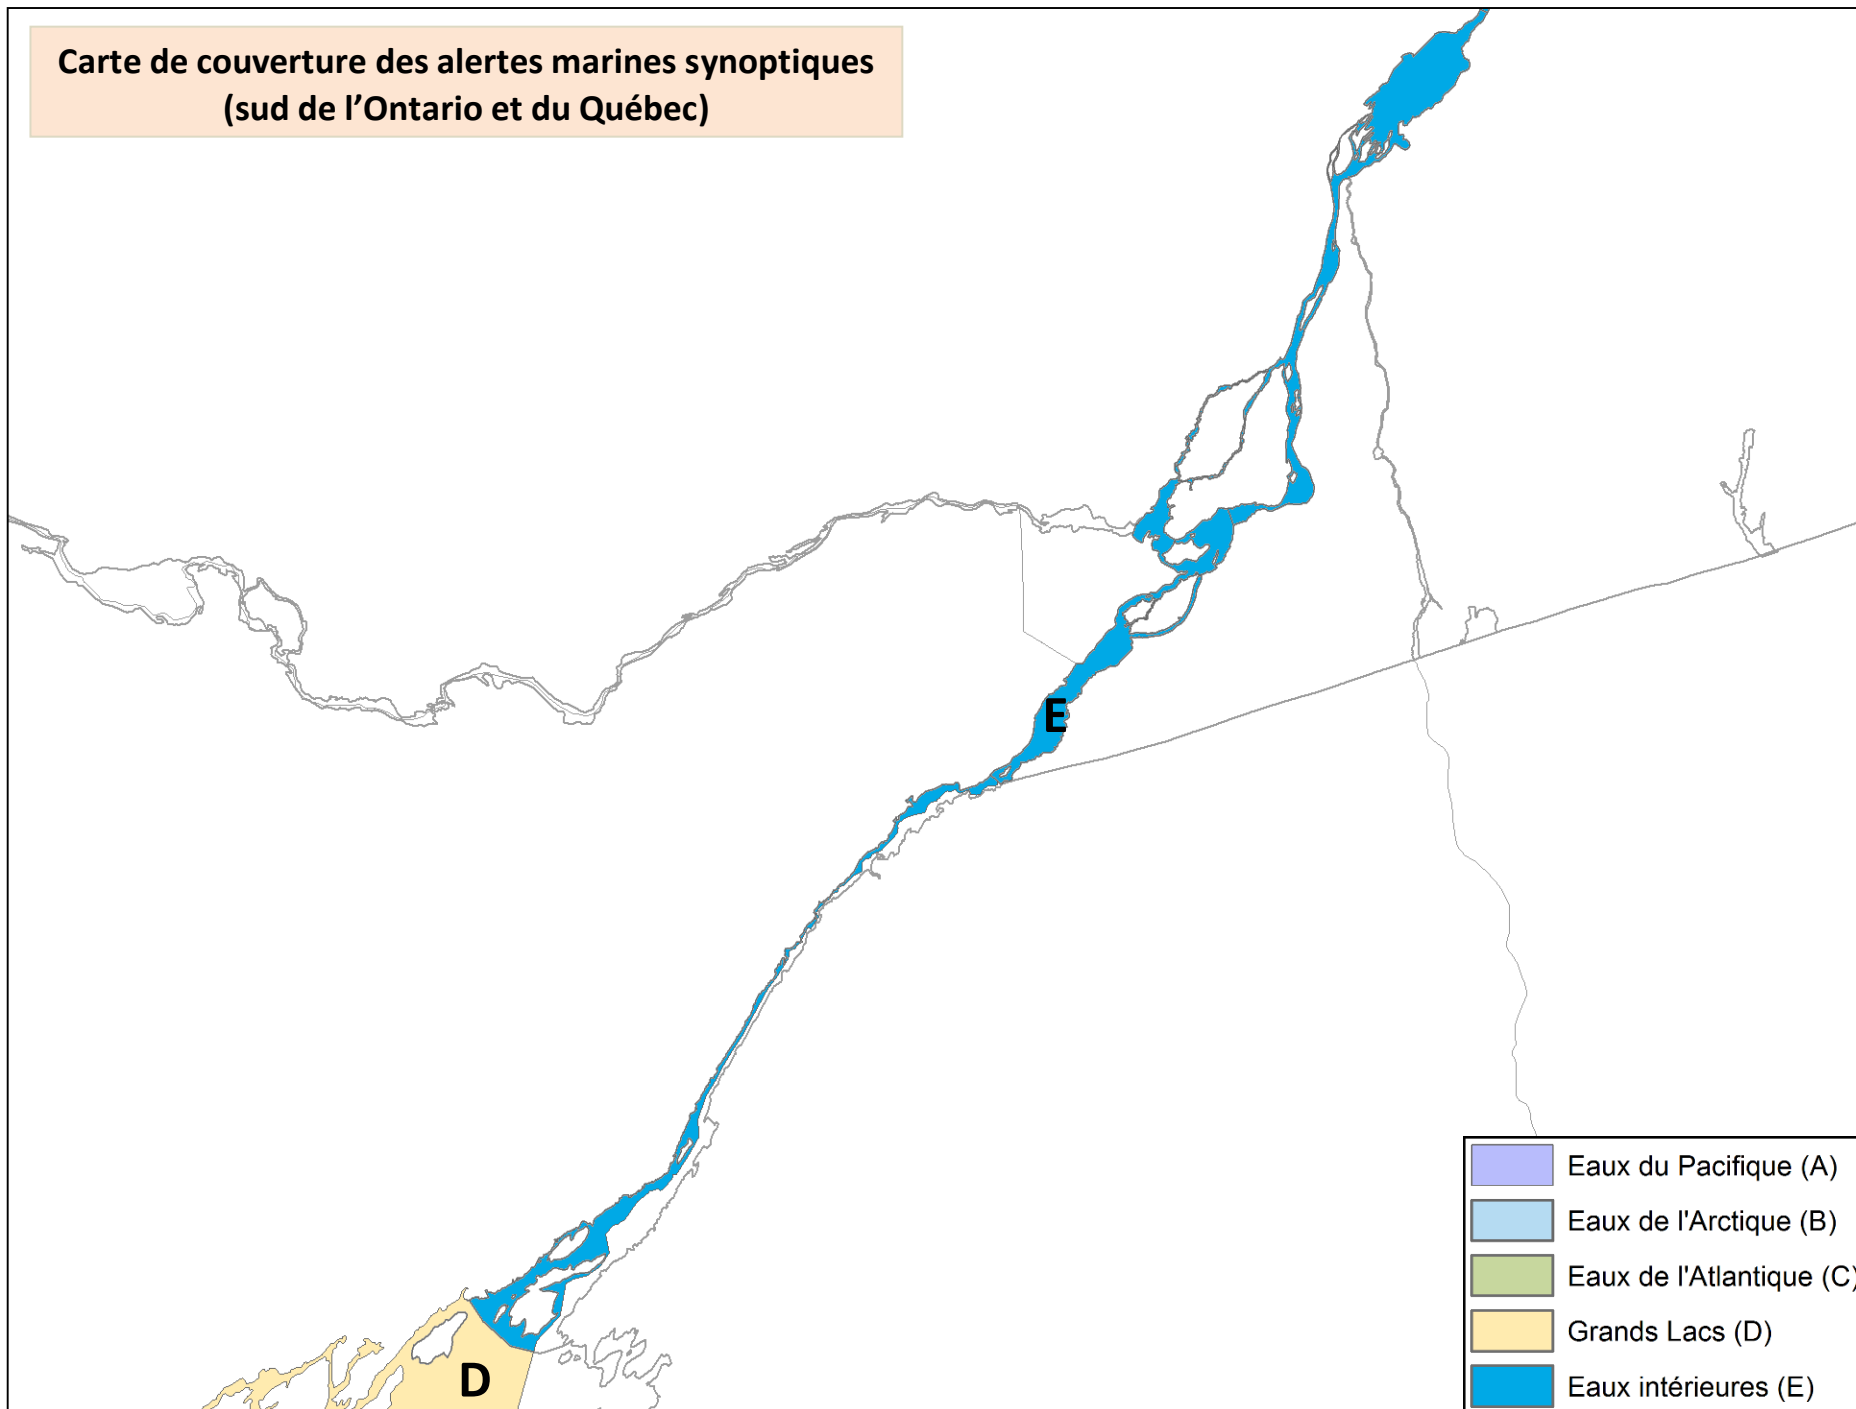 Carte de couverture des alertes marines synoptiques
(sud de l’Ontario et du Québec)
E
D
Eaux du Pacifique (A)
Eaux de l'Arctique (B)
Eaux de l'Atlantique (C)
Grands Lacs (D)
Eaux intérieures (E)